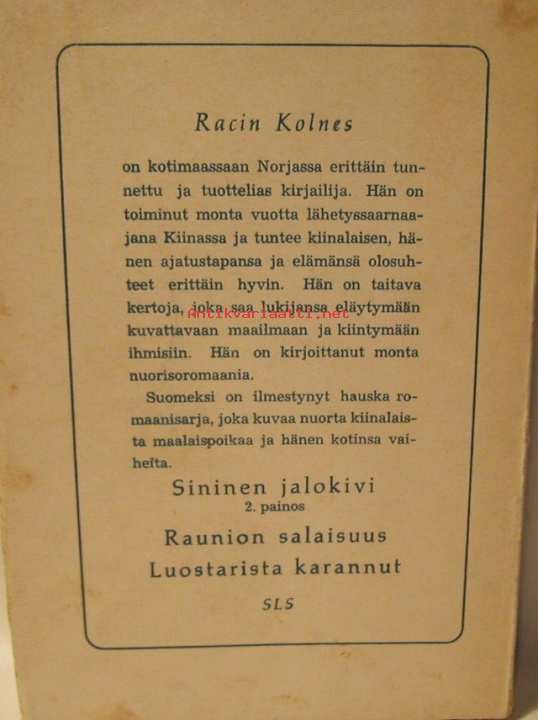 Racin Kolnes
on kotimaassaan Norjassa erittäin tun-
nettu ja tuottelias kirjailija. Hän on
toiminut monta vuotta lähetyssaarnaa-
jana Kiinassa ja tuntee kiinalaisen, hä-
nen ajatustapansa ja elämänsä olosuh-
teet erittäin hyvin. Hän on taitava
kertoja, joka saa lukijansa eläytymään
Antikvariaatti.net
kuvattavaan maailmaan ja kiintymään
ihmisiin. Hän on kirjoittanut monta
nuorisoromaania.
Suomeksi on ilmestynyt hauska ro-
maanisarja, joka kuvaa nuorta kiinalais-
ta maalaispoikaa ja hänen kotinsa vai-
heita.
Sininen jalokivi
2. painos
Raunion salaisuus
Luostarista karannut
SLS